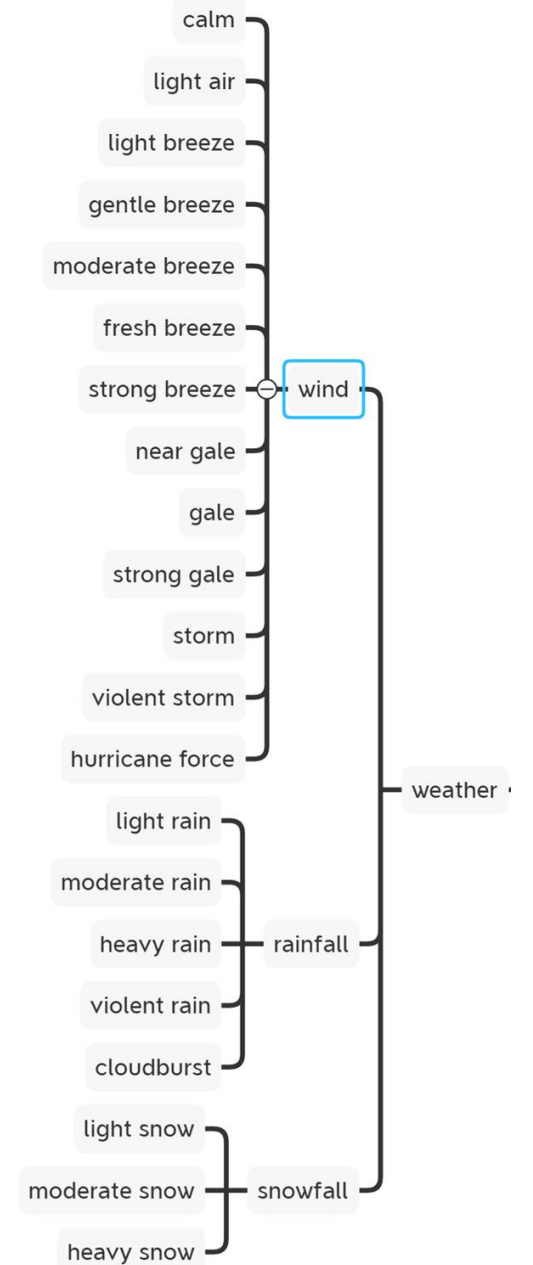 calm
light air
light breeze
gentle breeze
moderate breeze
fresh breeze
strong breeze
wind
near gale
gale
strong gale
storm
violent storm
hurricane force
weather
light rain
moderate rain
heavy rain
rainfall
violent rain
cloudburst
light snow
moderate snow
snowfall
heavy snow